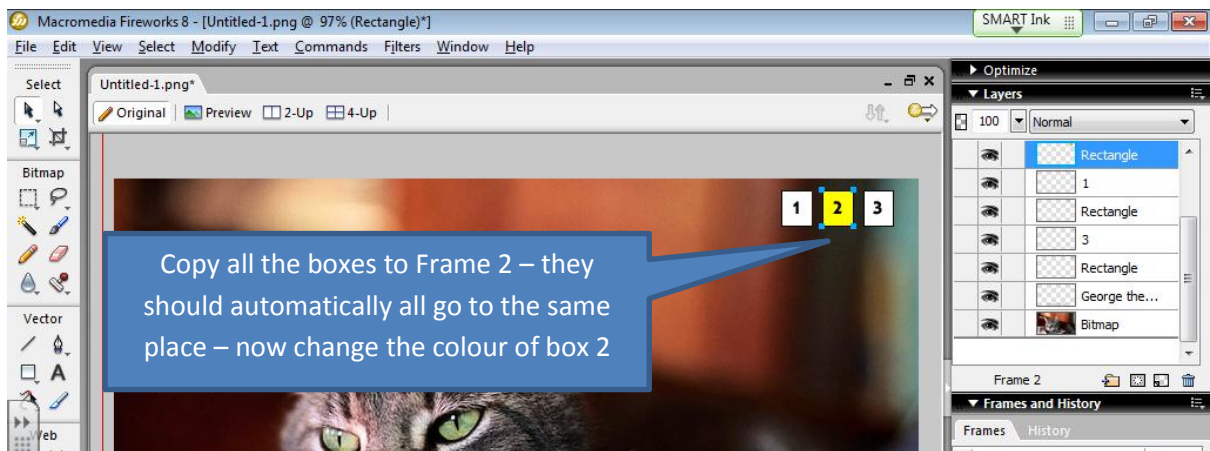 Macromedia Fireworks 8 - [Untitled-1.png @ 97% (Rectangle)*]
SMART Ink
File Edit View Select Modify Text Commands Filters Window Help
Select
Untitled-1.png*
Original Preview 2-Up 4-Up
Bitmap
Vector
Web
1 2 3
Copy all the boxes to Frame 2 – they
should automatically all go to the same
place – now change the colour of box 2
Optimize
Layers
100 Normal
Rectangle
1
Rectangle
3
Rectangle
George the...
Bitmap
Frame 2
Frames and History
Frames History